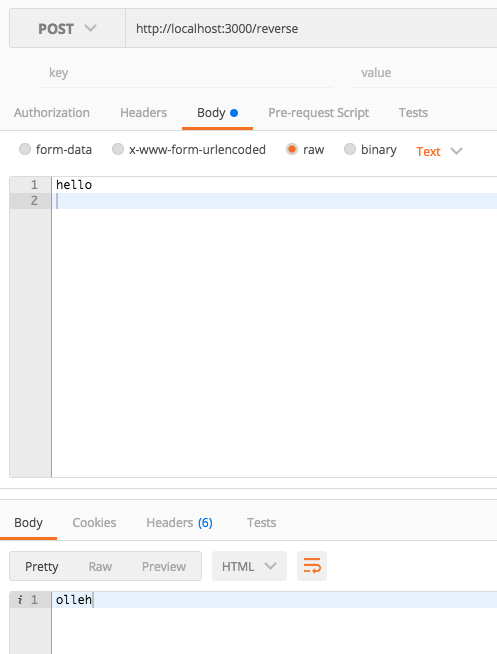 POST http://localhost:3000/reverse
key value
Authorization Headers Body Pre-request Script Tests
form-data x-www-form-urlencoded raw binary Text
1 hello
2
Body Cookies Headers (6) Tests
Pretty Raw Preview HTML
i 1 olleh